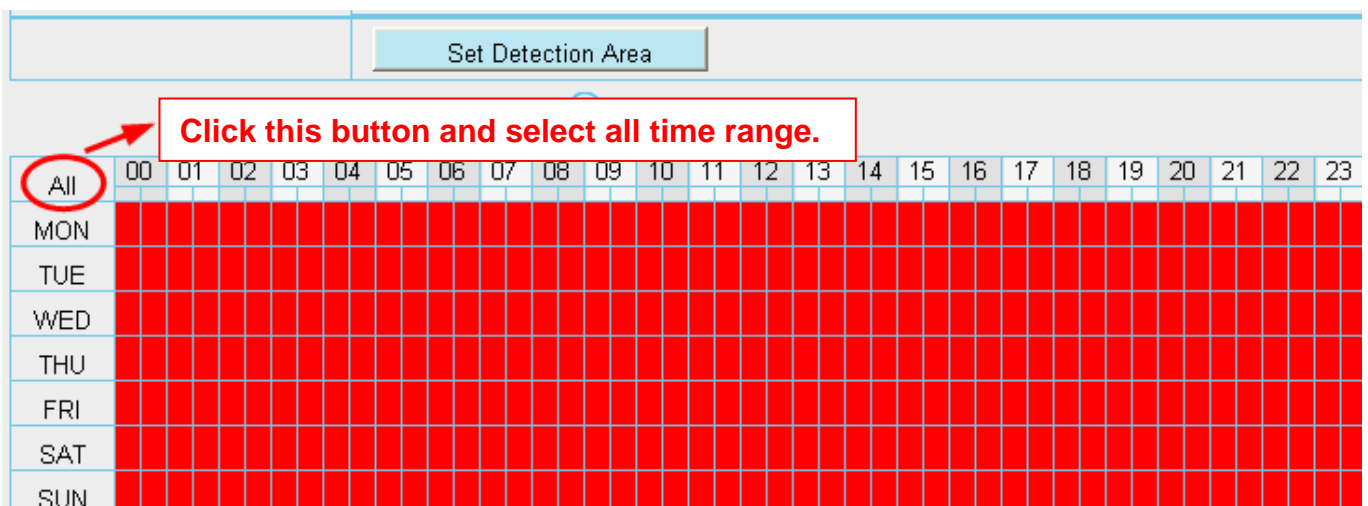 Set Detection Area
Click this button and select all time range.
All 00 01 02 03 04 05 06 07 08 09 10 11 12 13 14 15 16 17 18 19 20 21 22 23
MON
TUE
WED
THU
FRI
SAT
SUN